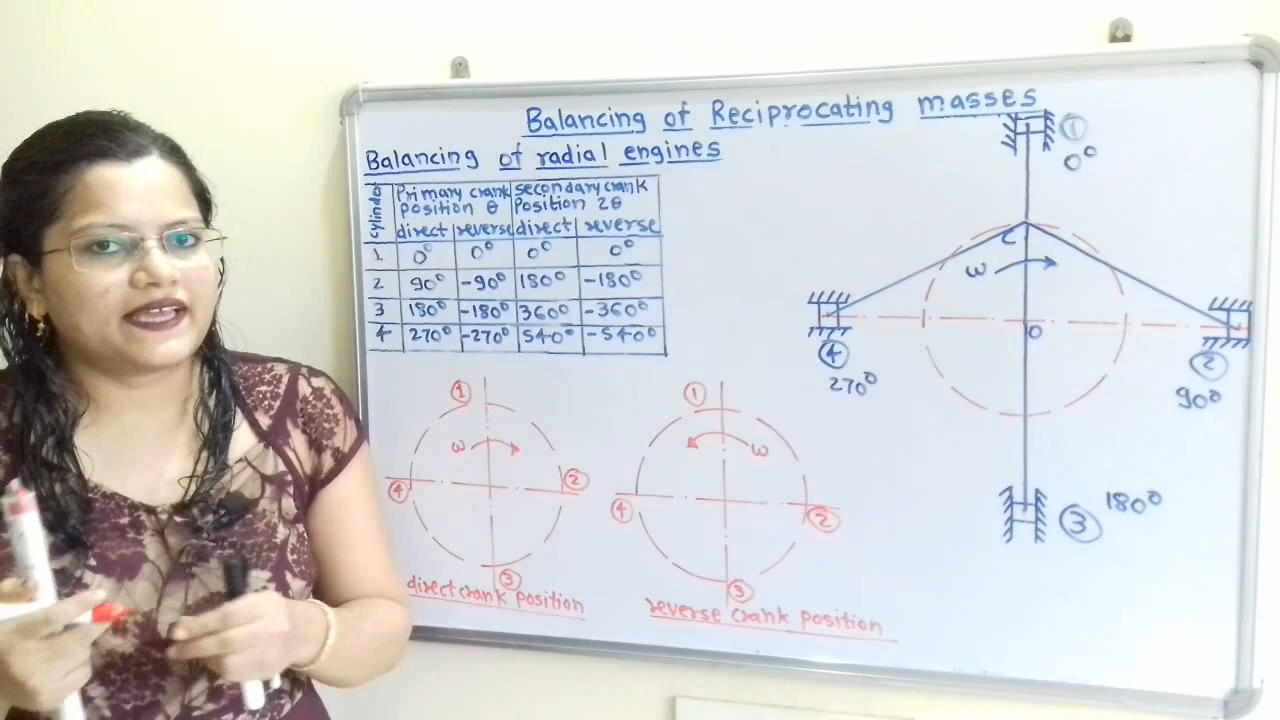 Balancing of Reciprocating masses
Balancing of radial engines
cylinder Primary crank position θ secondary crank Position 2θ
direct reverse direct reverse
1 0° 0° 0° 0°
2 90° -90° 180° -180°
3 180° -180° 360° -360°
4 270° -270° 540° -540°
1
0°
C
ω
O
4
270°
2
90°
3 180°
1
ω
4
2
3
direct crank position
1
ω
4
2
3
reverse crank position